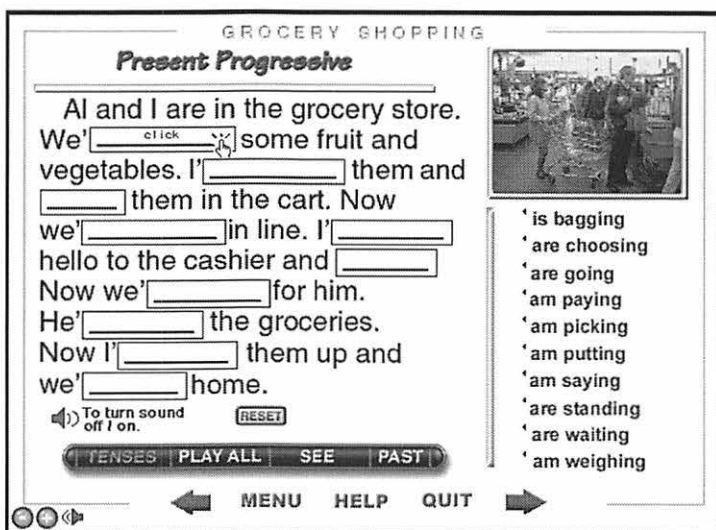 GROCERY SHOPPING
Present Progressive
Al and I are in the grocery store.
We' click some fruit and
vegetables. I' them and
them in the cart. Now
we' in line. I'
hello to the cashier and
Now we' for him.
He' the groceries.
Now I' them up and
we' home.
To turn sound
off / on.
RESET
TENSES PLAY ALL SEE PAST
' is bagging
' are choosing
' are going
' am paying
' am picking
' am putting
' am saying
' are standing
' are waiting
' am weighing
MENU HELP QUIT